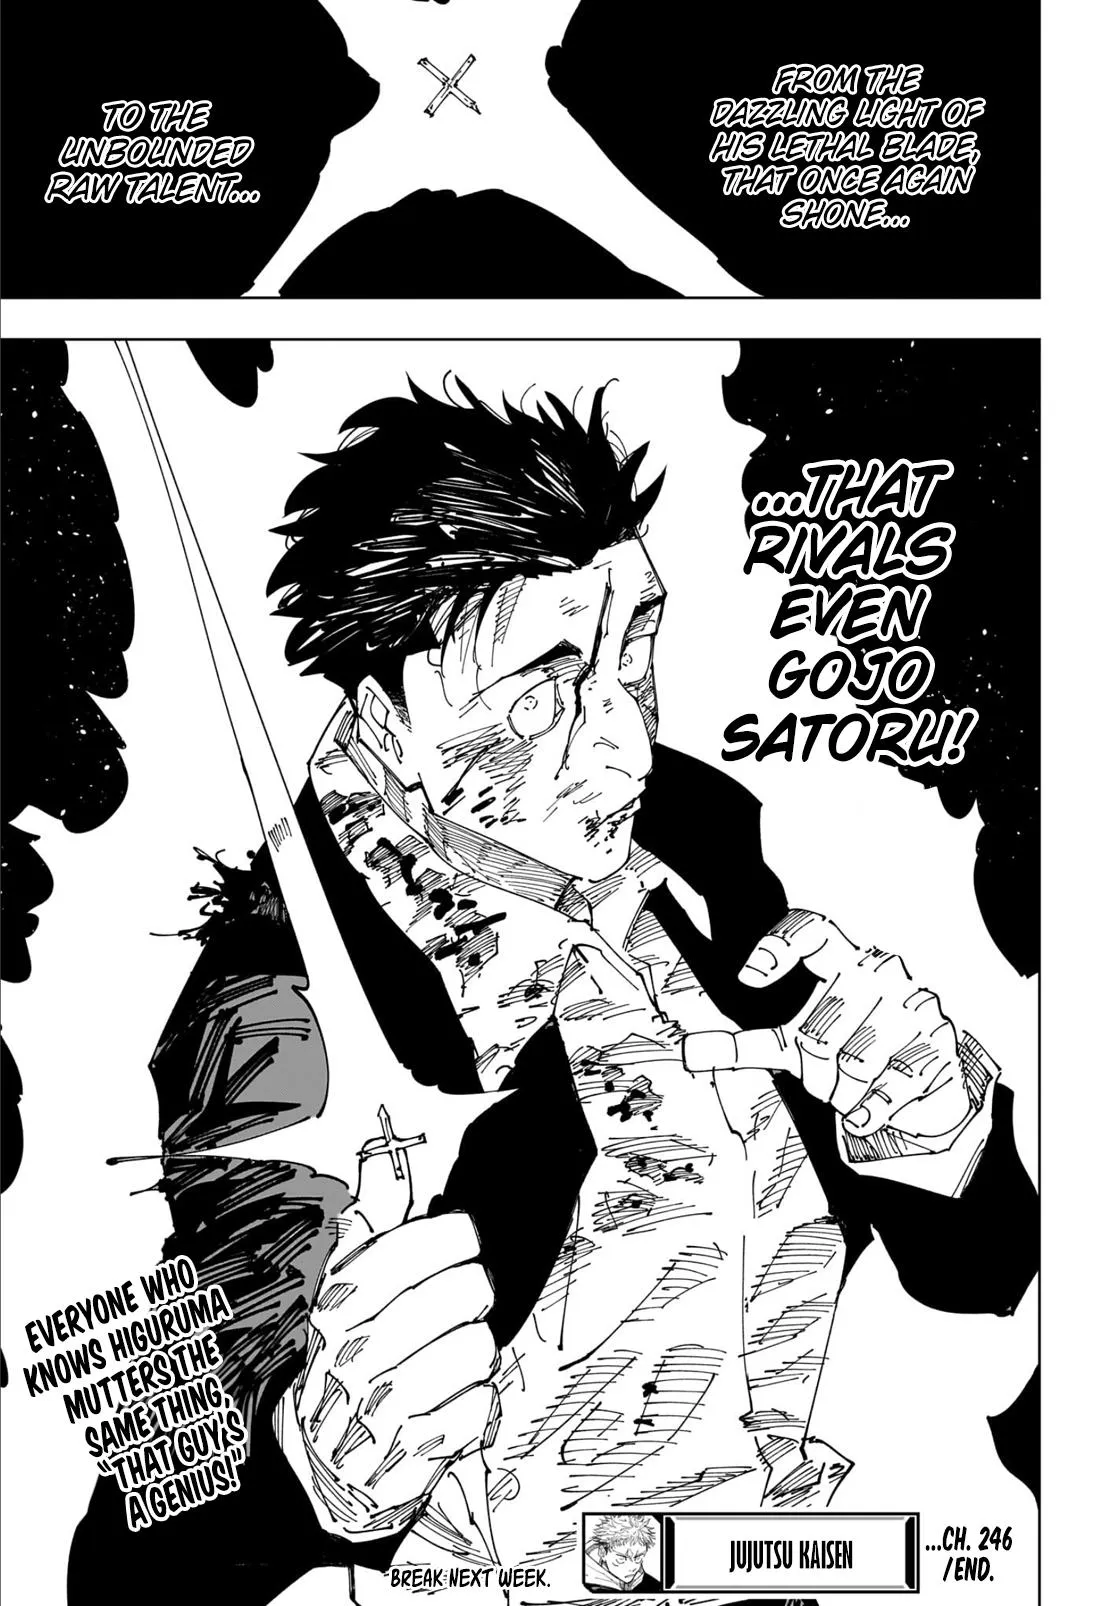 FROM THE
DAZZLING LIGHT OF
HIS LETHAL BLADE,
THAT ONCE AGAIN
SHONE...
TO THE
UNBOUNDED
RAW TALENT...
...THAT
RIVALS
EVEN
GOJO
SATORU!
EVERYONE WHO
KNOWS HIGURUMA
MUTTERS THE
SAME THING,
"THAT GUY'S
A GENIUS!"
BREAK NEXT WEEK.
JUJUTSU KAISEN
...CH. 246
/END.